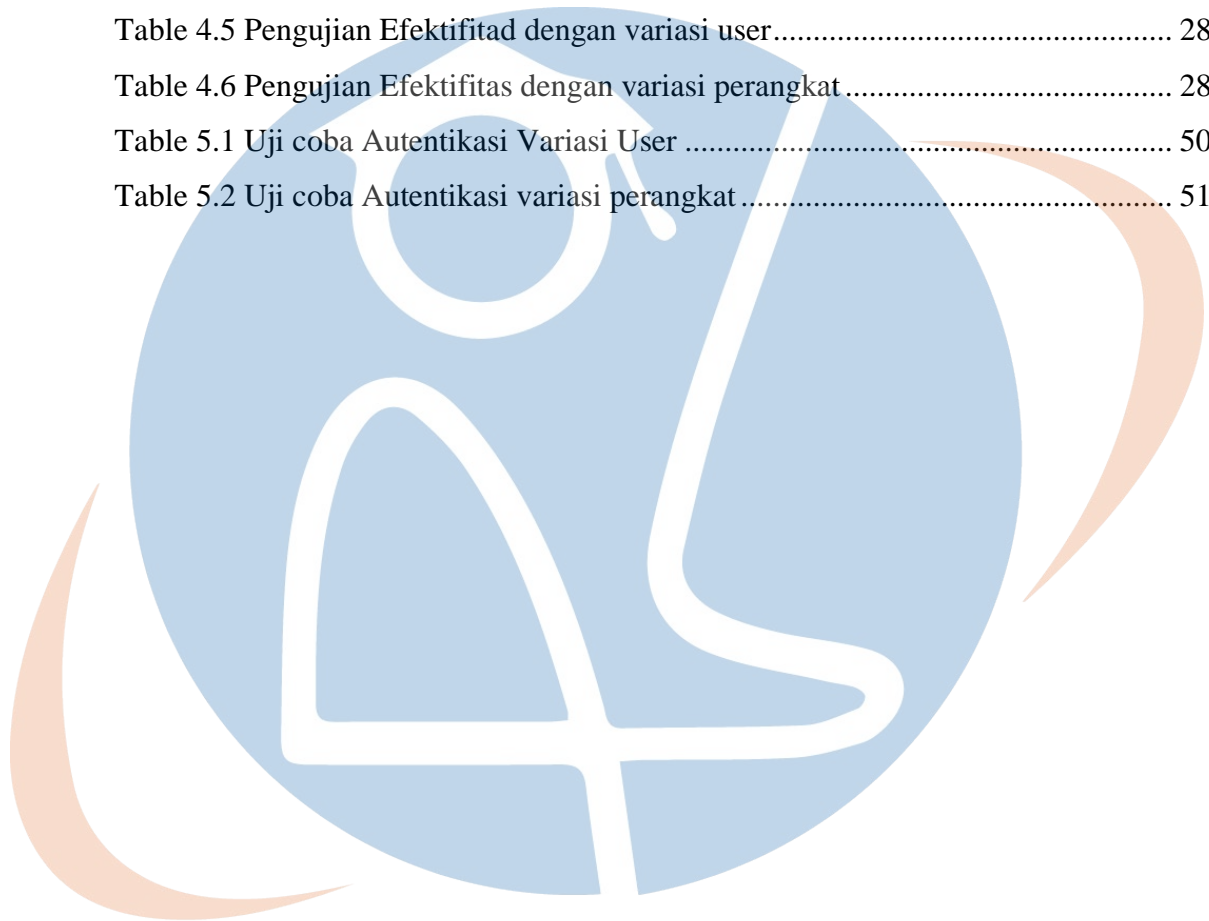 Table 4.5 Pengujian Efektifitad dengan variasi user........................................................ 28
Table 4.6 Pengujian Efektifitas dengan variasi perangkat............................................. 28
Table 5.1 Uji coba Autentikasi Variasi User ................................................................. 50
Table 5.2 Uji coba Autentikasi variasi perangkat.......................................................... 51